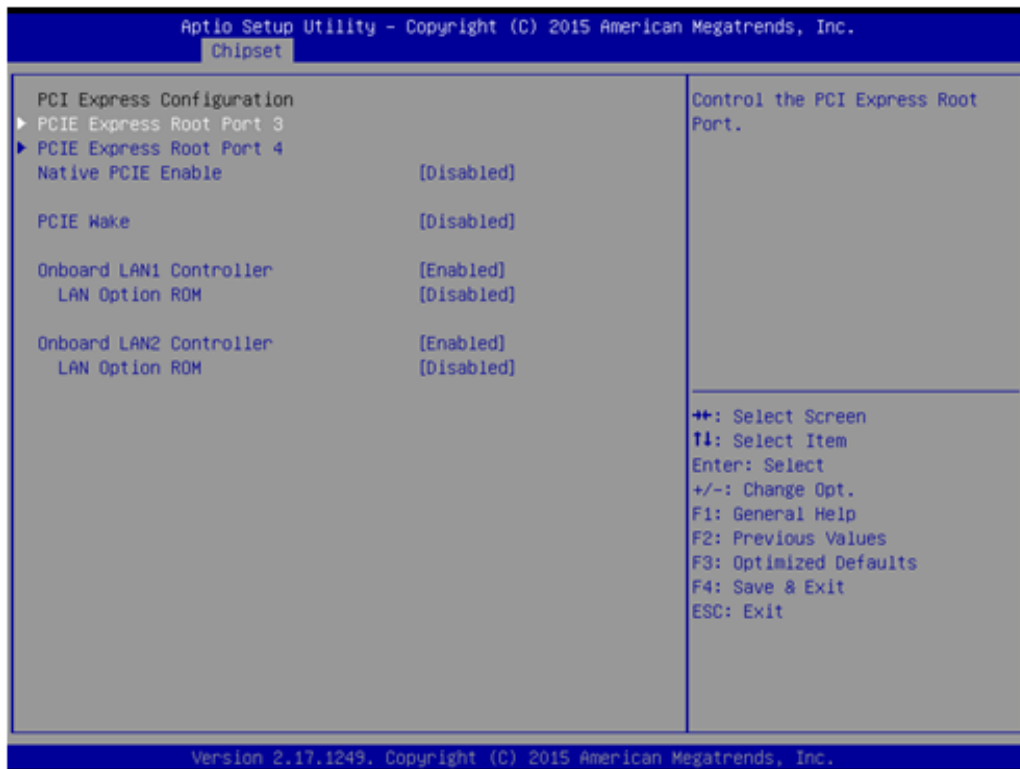 Aptio Setup Utility – Copyright (C) 2015 American Megatrends, Inc.
Chipset
PCI Express Configuration
PCIE Express Root Port 3
PCIE Express Root Port 4
Native PCIE Enable [Disabled]
PCIE Wake [Disabled]
Onboard LAN1 Controller [Enabled]
LAN Option ROM [Disabled]
Onboard LAN2 Controller [Enabled]
LAN Option ROM [Disabled]
Control the PCI Express Root
Port.
→←: Select Screen
↑↓: Select Item
Enter: Select
+/-: Change Opt.
F1: General Help
F2: Previous Values
F3: Optimized Defaults
F4: Save & Exit
ESC: Exit
Version 2.17.1249. Copyright (C) 2015 American Megatrends, Inc.